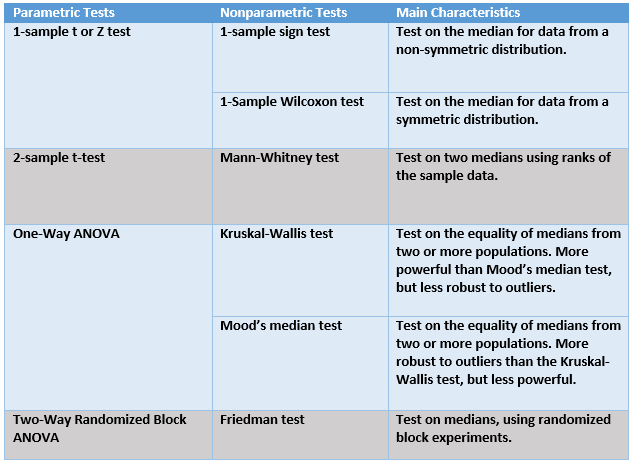 Parametric Tests Nonparametric Tests Main Characteristics
1-sample t or Z test 1-sample sign test Test on the median for data from a
non-symmetric distribution.
1-Sample Wilcoxon test Test on the median for data from a
symmetric distribution.
2-sample t-test Mann-Whitney test Test on two medians using ranks of
the sample data.
One-Way ANOVA Kruskal-Wallis test Test on the equality of medians from
two or more populations. More
powerful than Mood’s median test,
but less robust to outliers.
Mood’s median test Test on the equality of medians from
two or more populations. More
robust to outliers than the Kruskal-
Wallis test, but less powerful.
Two-Way Randomized Block Friedman test Test on medians, using randomized
ANOVA block experiments.